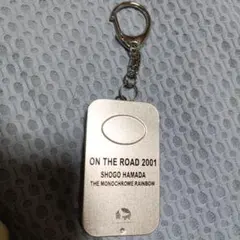 ON THE ROAD 2001
SHOGO HAMADA
THE MONOCHROME RAINBOW